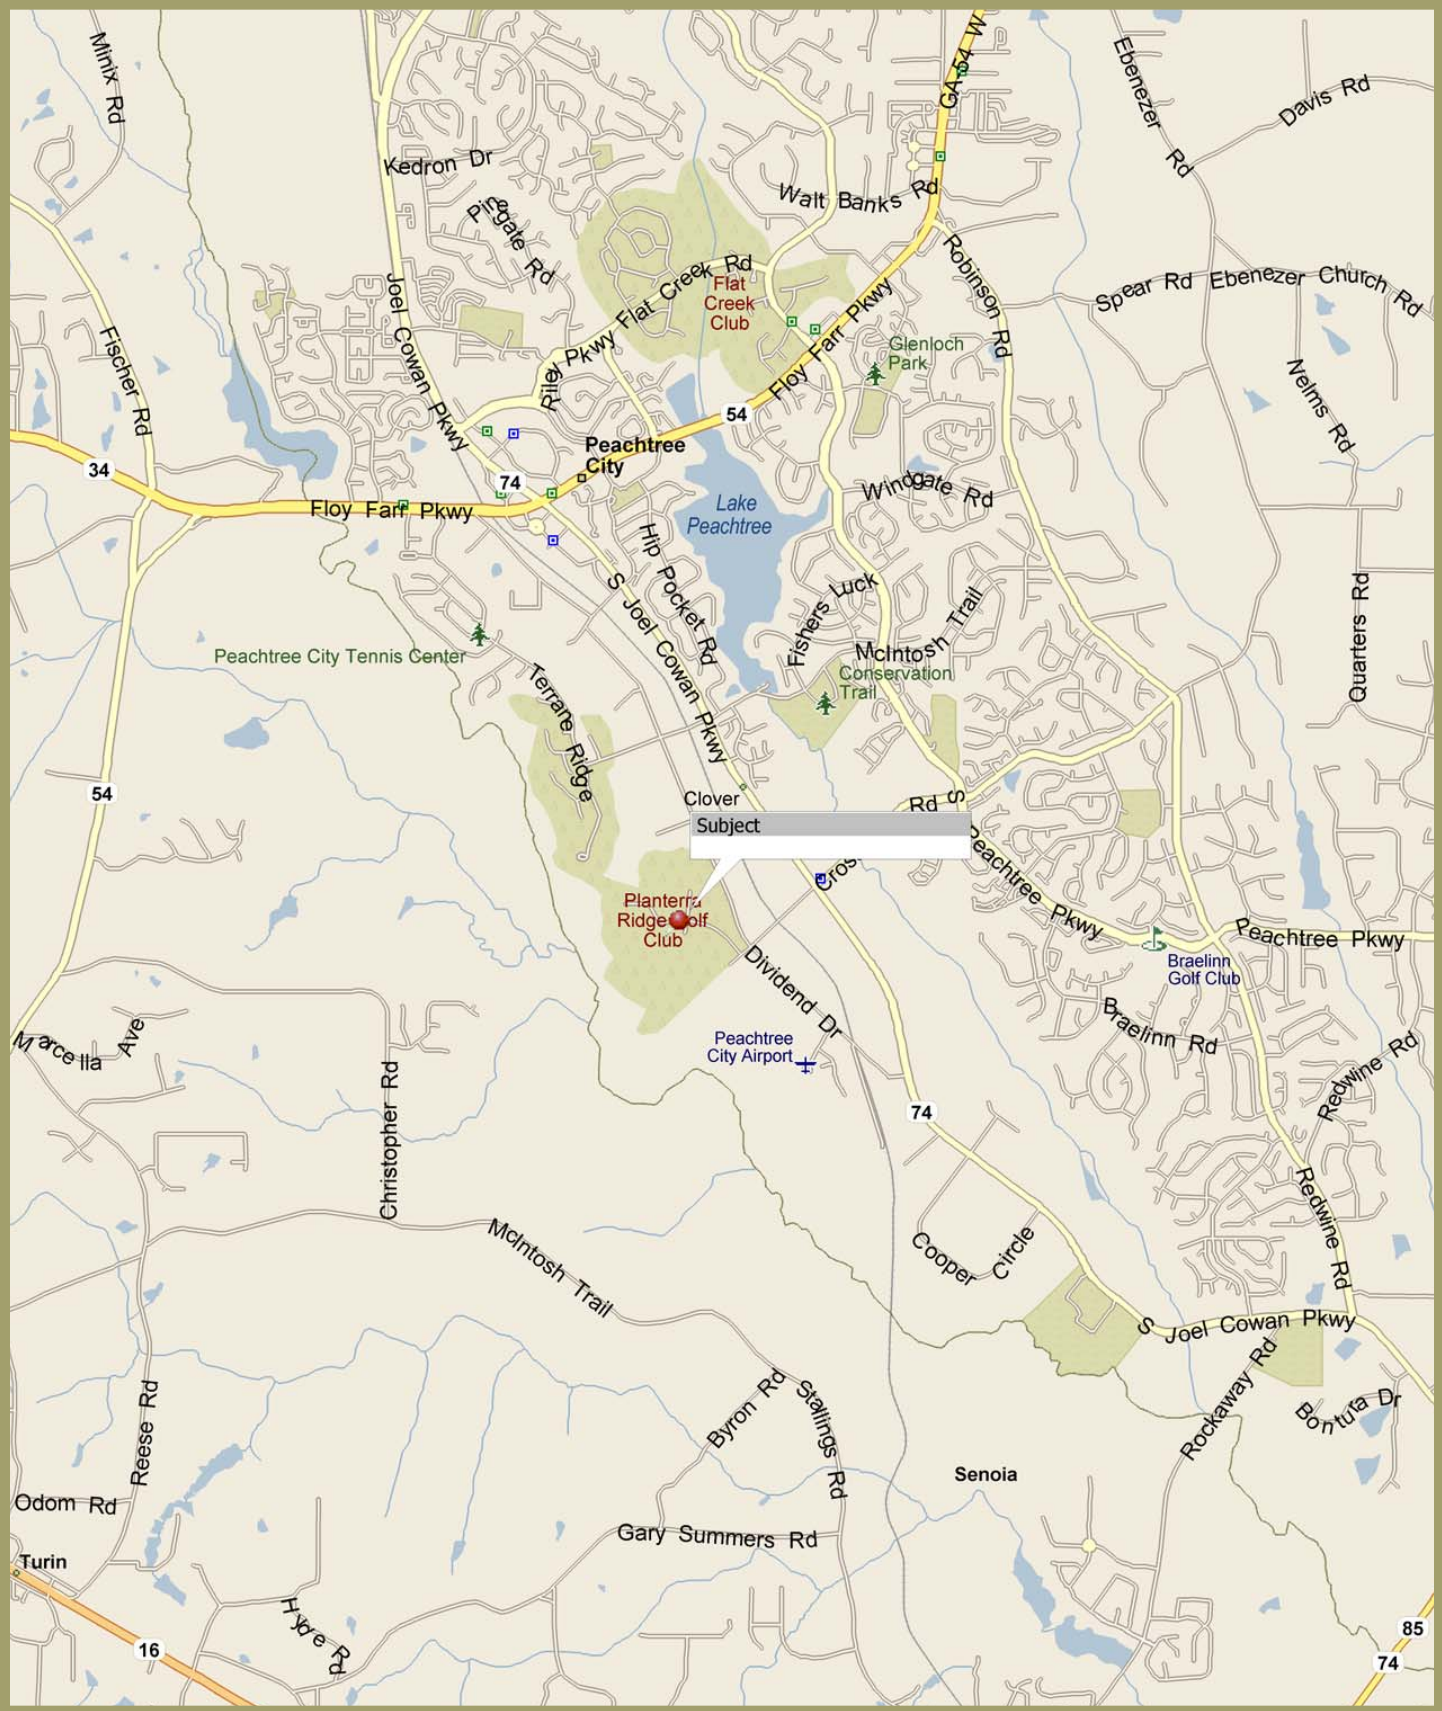 Minix Rd
GA-54 W
Ebenezer Rd
Davis Rd
Kedron Dr
Walt Banks Rd
Pinegate Rd
Robinson Rd
Flat Creek Rd
Flat
Creek
Club
Spear Rd
Ebenezer Church Rd
Joel Cowan Pkwy
Fischer Rd
Riley Pkwy
Floy Farr Pkwy
Glenloch
Park
Nelms Rd
54
Peachtree
City
34
74
Floy Farr Pkwy
Windgate Rd
Lake
Peachtree
Hip Pocket Rd
S Joel Cowan Pkwy
Fishers Luck
McIntosh Trail
Quarters Rd
Peachtree City Tennis Center
Conservation
Trail
Terrane Ridge
54
Clover
Rd
S
Subject
Peachtree Pkwy
Planterra
Ridge Golf
Club
Peachtree Pkwy
Braelinn
Golf Club
Dividend Dr
Marcella Ave
Peachtree
City Airport
Braelinn Rd
Redwine Rd
Christopher Rd
74
Redwine Rd
McIntosh Trail
Cooper Circle
S Joel Cowan Pkwy
Rockaway Rd
Reese Rd
Byron Rd
Stallings Rd
Bontura Dr
Senoia
Odom Rd
Gary Summers Rd
Turin
Hyde Rd
16
85
74